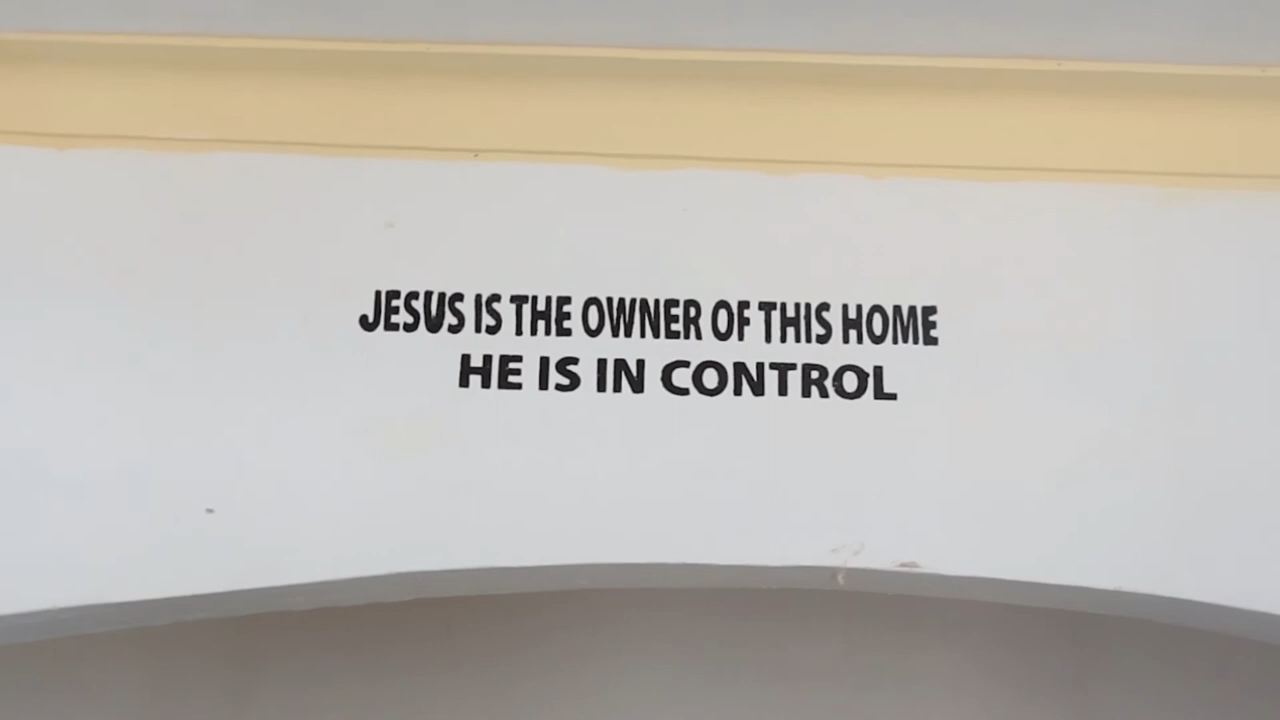 JESUS IS THE OWNER OF THIS HOME
HE IS IN CONTROL